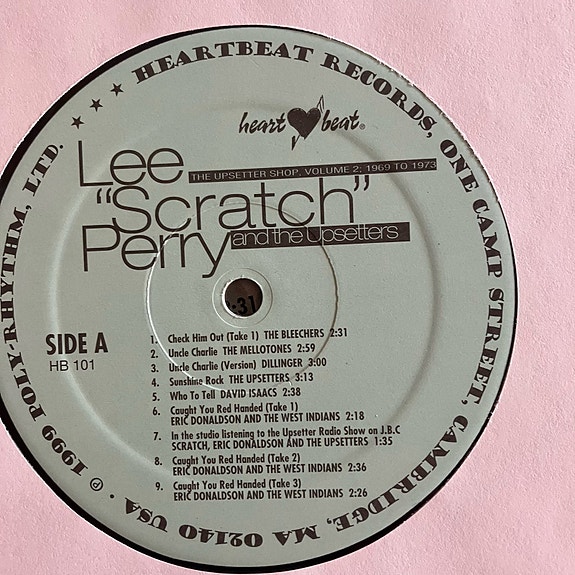 ★ ★ ★ HEARTBEAT RECORDS, ONE CAMP STREET, CAMBRIDGE, MA 02140 USA · ℗ 1999 POLY-RHYTHM, LTD.
heart beat®
Lee
THE UPSETTER SHOP, VOLUME 2; 1969 TO 1973
"Scratch"
Perry and the Upsetters
:31
SIDE A
HB 101
1. Check Him Out (Take 1) THE BLEECHERS 2:31
2. Uncle Charlie THE MELLOTONES 2:59
3. Uncle Charlie (Version) DILLINGER 3:00
4. Sunshine Rock THE UPSETTERS 3:13
5. Who To Tell DAVID ISAACS 2:38
6. Caught You Red Handed (Take 1)
ERIC DONALDSON AND THE WEST INDIANS 2:18
7. In the studio listening to the Upsetter Radio Show on J.B.C
SCRATCH, ERIC DONALDSON AND THE UPSETTERS 1:35
8. Caught You Red Handed (Take 2)
ERIC DONALDSON AND THE WEST INDIANS 2:36
9. Caught You Red Handed (Take 3)
ERIC DONALDSON AND THE WEST INDIANS 2:26